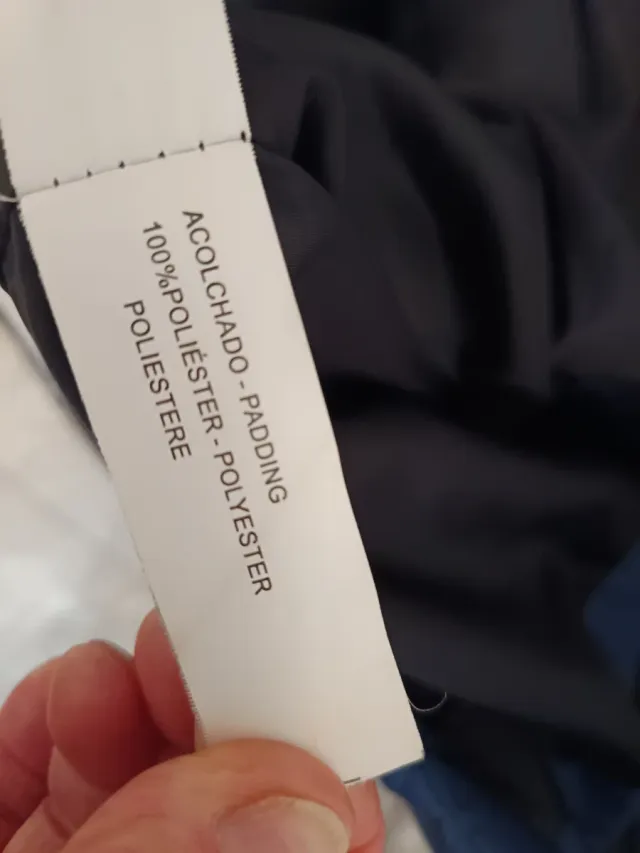 ACOLCHADO - PADDING
100%POLIÉSTER - POLYESTER
POLIESTERE